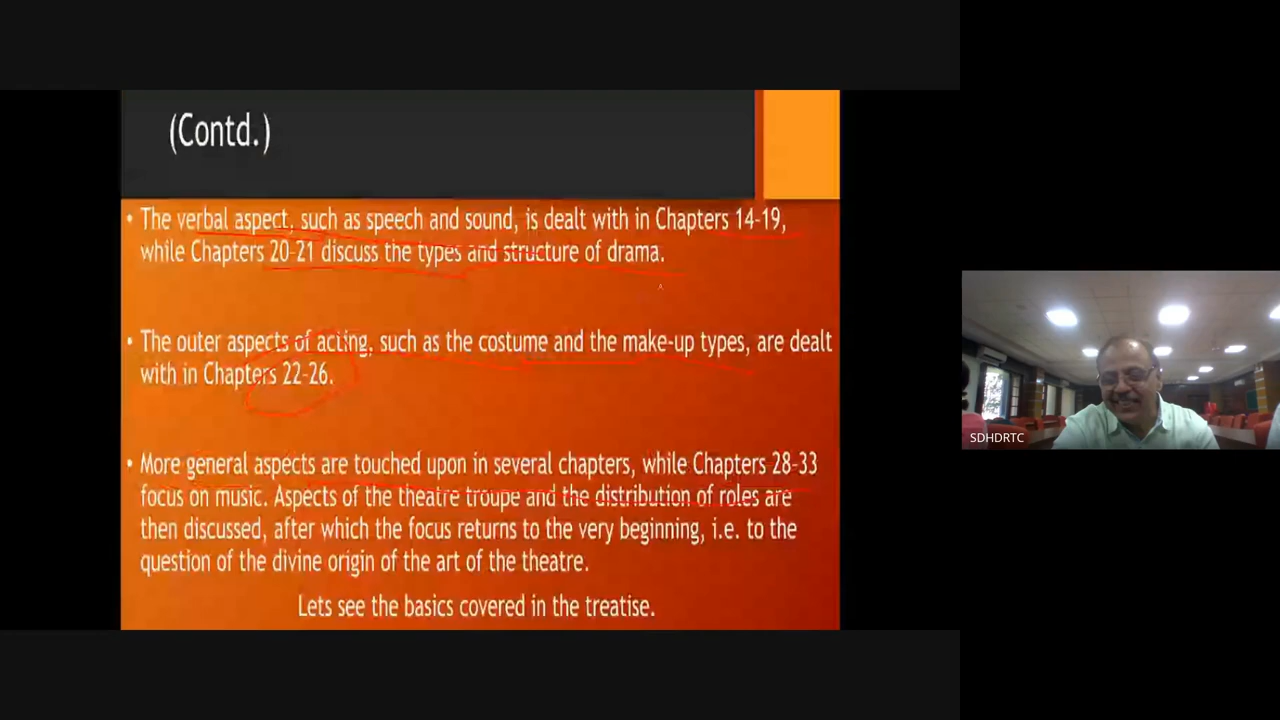 (Contd.)
• The verbal aspect, such as speech and sound, is dealt with in Chapters 14-19,
while Chapters 20-21 discuss the types and structure of drama.
• The outer aspects of acting, such as the costume and the make-up types, are dealt
with in Chapters 22-26.
• More general aspects are touched upon in several chapters, while Chapters 28-33
focus on music. Aspects of the theatre troupe and the distribution of roles are
then discussed, after which the focus returns to the very beginning, i.e. to the
question of the divine origin of the art of the theatre.
Lets see the basics covered in the treatise.
SDHDRTC